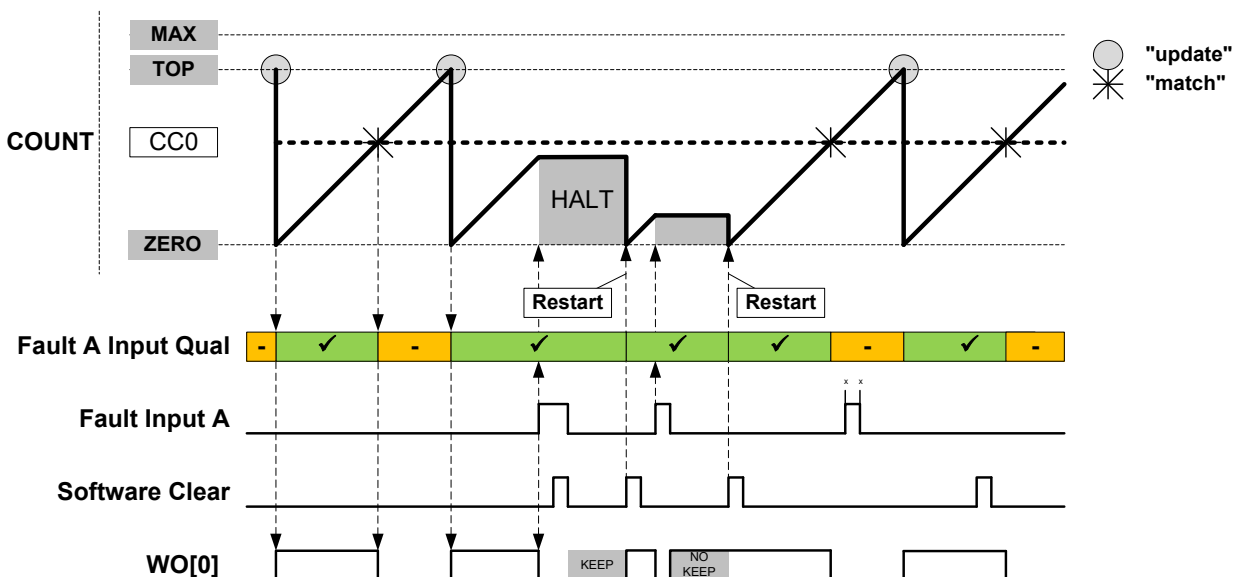 MAX
TOP
"update"
"match"
COUNT
CC0
HALT
ZERO
Restart
Restart
Fault A Input Qual
- ✓ - ✓ ✓ ✓ - ✓ -
x x
Fault Input A
Software Clear
WO[0]
KEEP
NO
KEEP